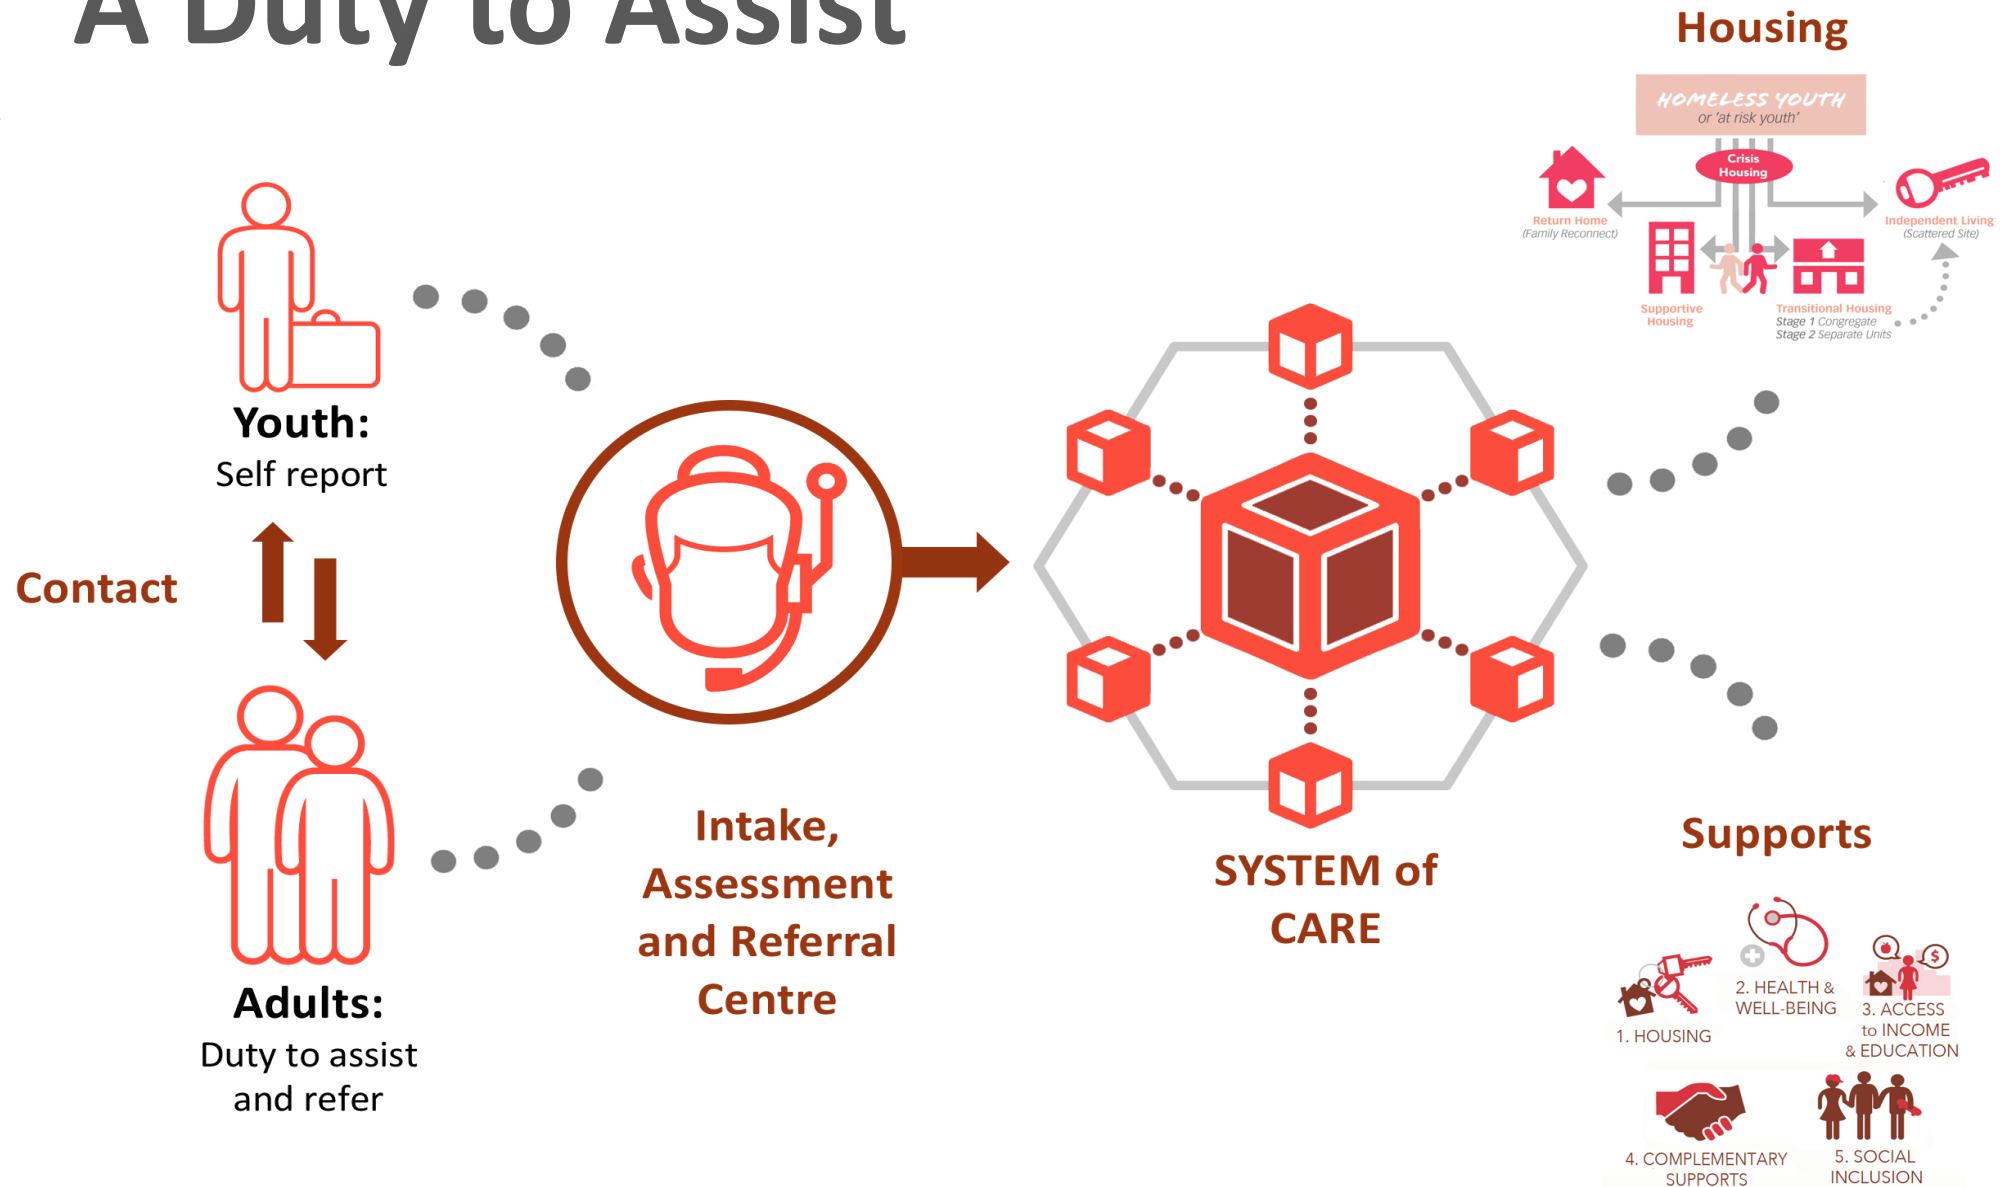 A Duty to Assist
Youth:
Self report
Contact
Adults:
Duty to assist
and refer
Intake,
Assessment
and Referral
Centre
SYSTEM of
CARE
Housing
HOMELESS YOUTH
or 'at risk youth'
Crisis
Housing
Return Home
(Family Reconnect)
Independent Living
(Scattered Site)
Supportive
Housing
Transitional Housing
Stage 1 Congregate
Stage 2 Separate Units
Supports
1. HOUSING
2. HEALTH &
WELL-BEING
$
3. ACCESS
to INCOME
& EDUCATION
4. COMPLEMENTARY
SUPPORTS
5. SOCIAL
INCLUSION